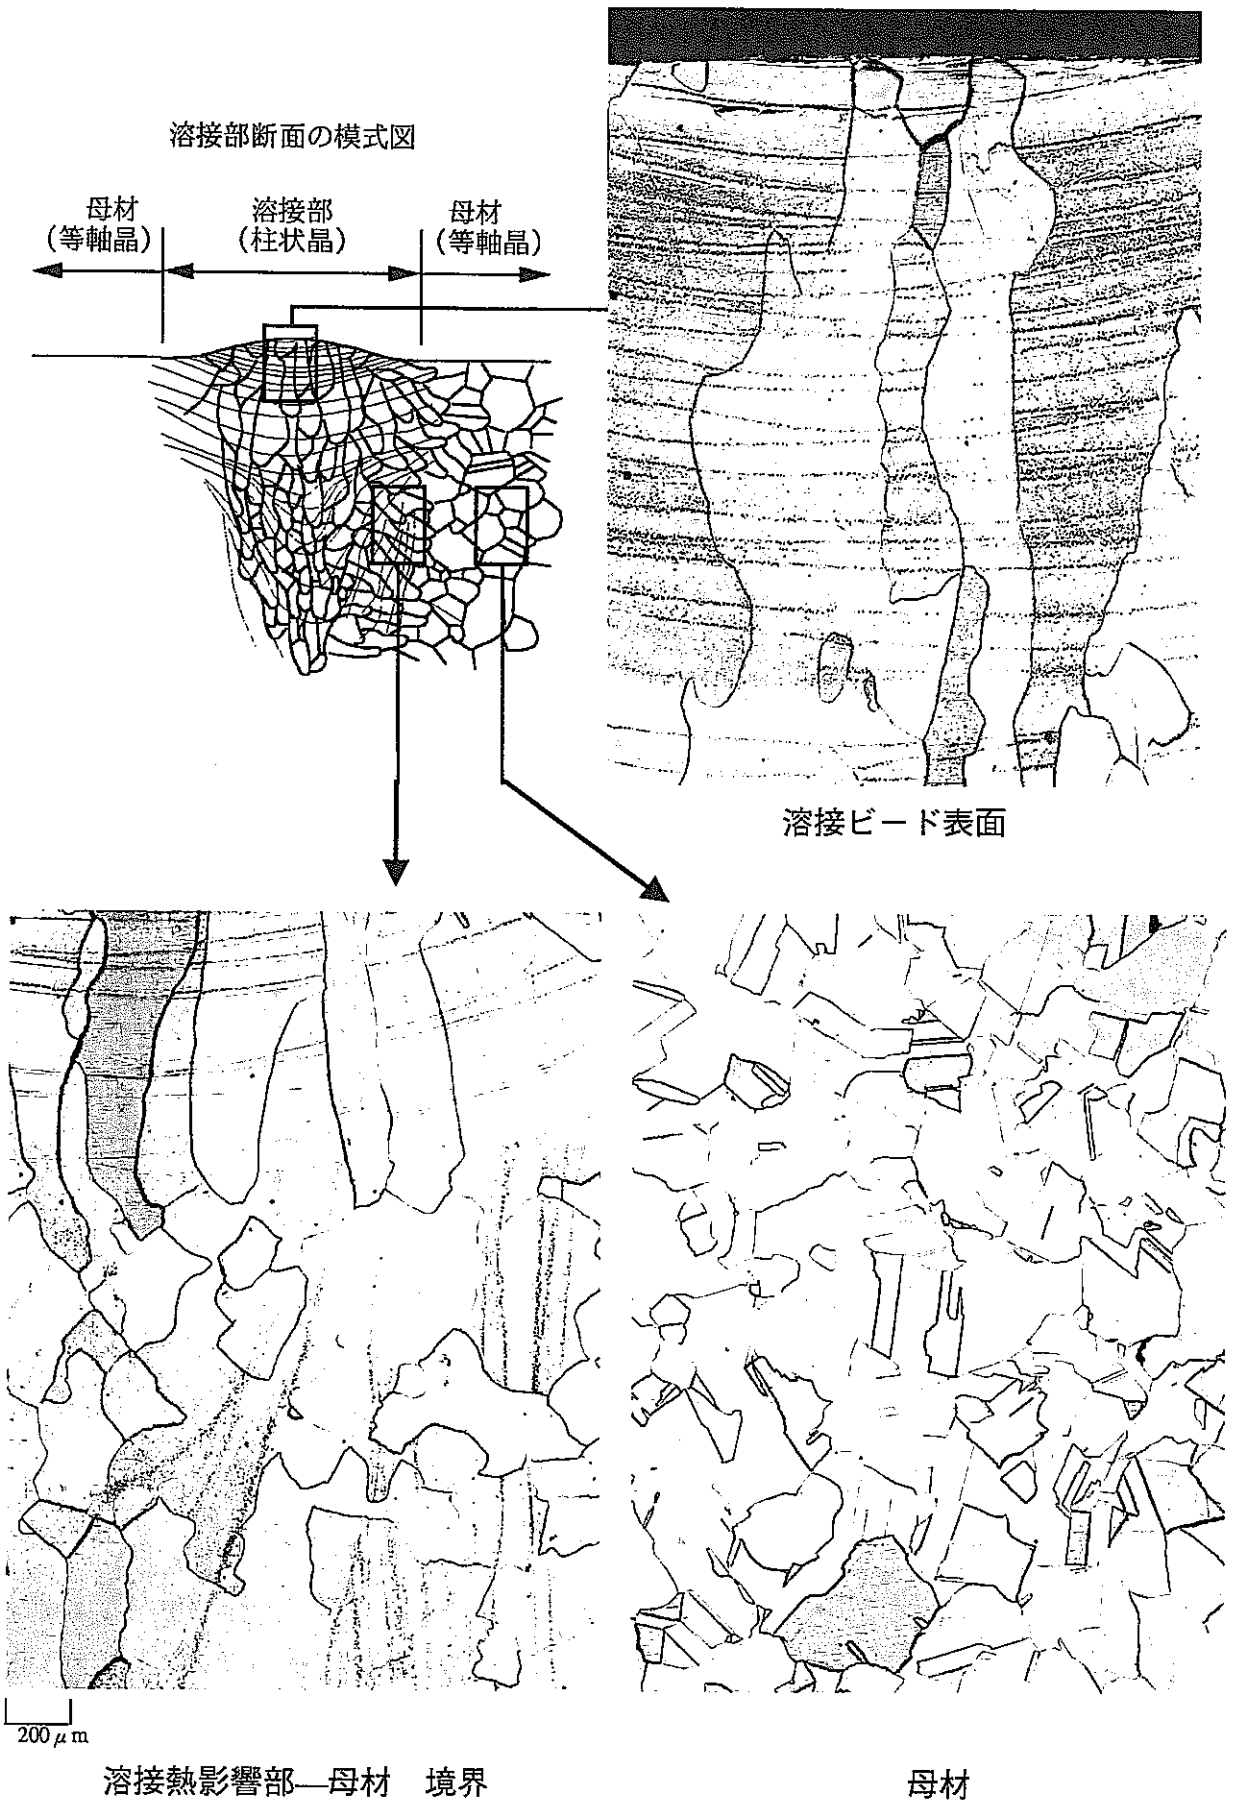 溶接部断面の模式図
母材
(等軸晶)
溶接部
(柱状晶)
母材
(等軸晶)
溶接ビード表面
200μm
溶接熱影響部―母材 境界
母材